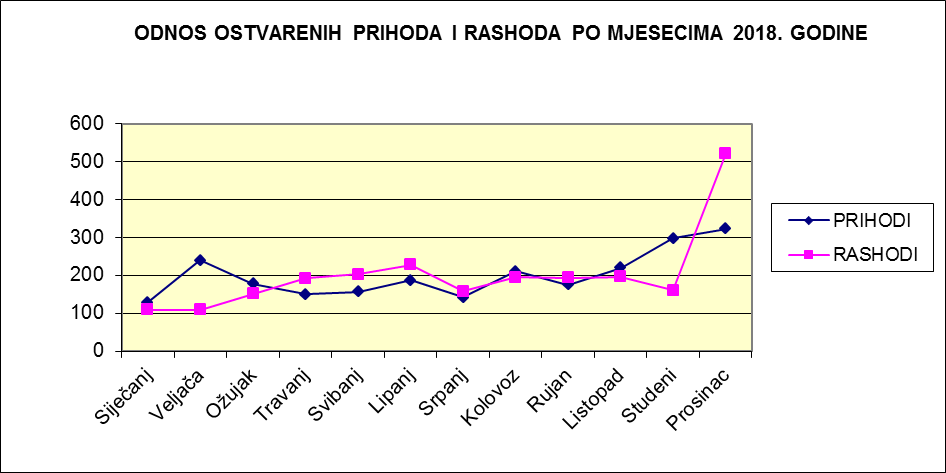 ODNOS OSTVARENIH PRIHODA I RASHODA PO MJESECIMA 2018. GODINE
600
500
400
300
200
100
0
Siječanj
Veljača
Ožujak
Travanj
Svibanj
Lipanj
Srpanj
Kolovoz
Rujan
Listopad
Studeni
Prosinac
PRIHODI
RASHODI